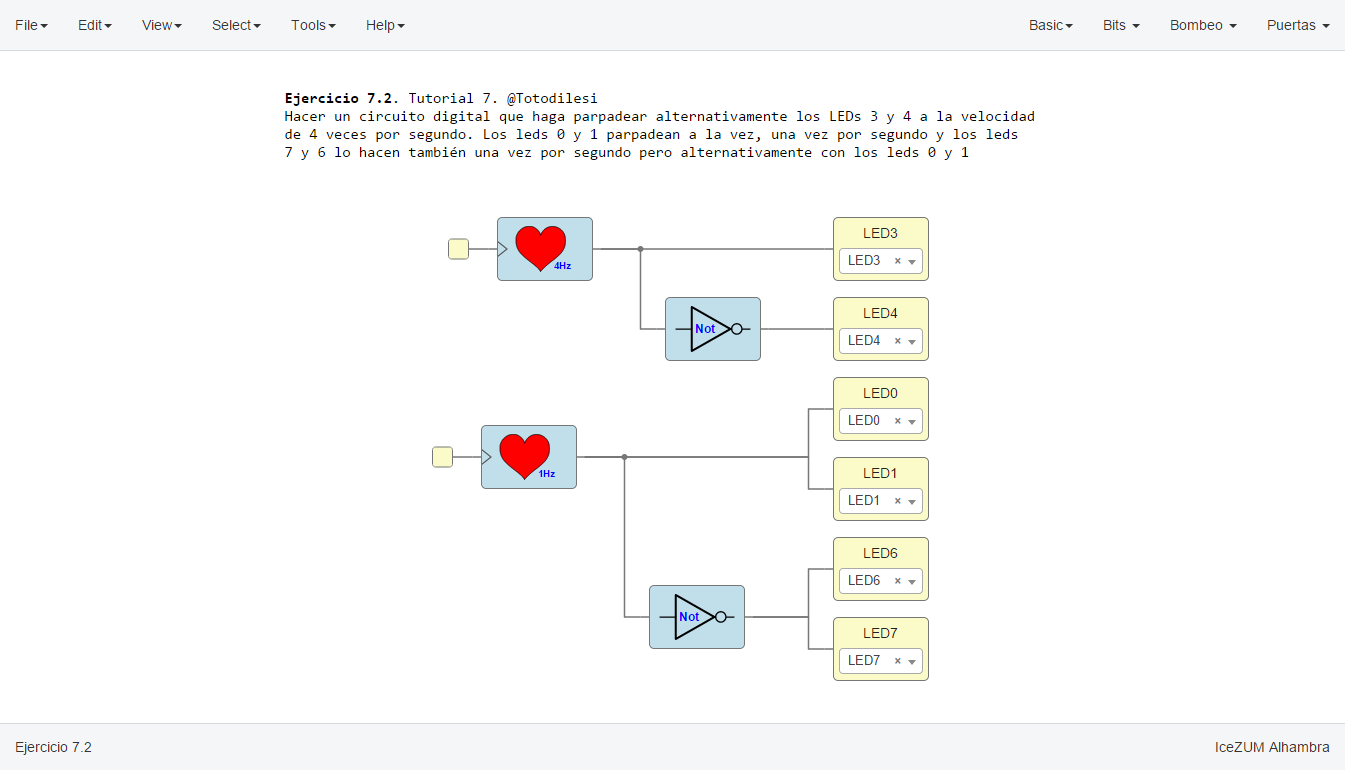 File Edit View Select Tools Help Basic Bits Bombeo Puertas
Ejercicio 7.2. Tutorial 7. @Totodilesi
Hacer un circuito digital que haga parpadear alternativamente los LEDs 3 y 4 a la velocidad
de 4 veces por segundo. Los leds 0 y 1 parpadean a la vez, una vez por segundo y los leds
7 y 6 lo hacen también una vez por segundo pero alternativamente con los leds 0 y 1
4Hz
LED3
LED3 ×
Not
LED4
LED4 ×
LED0
LED0 ×
1Hz
LED1
LED1 ×
LED6
LED6 ×
Not
LED7
LED7 ×
Ejercicio 7.2 IceZUM Alhambra